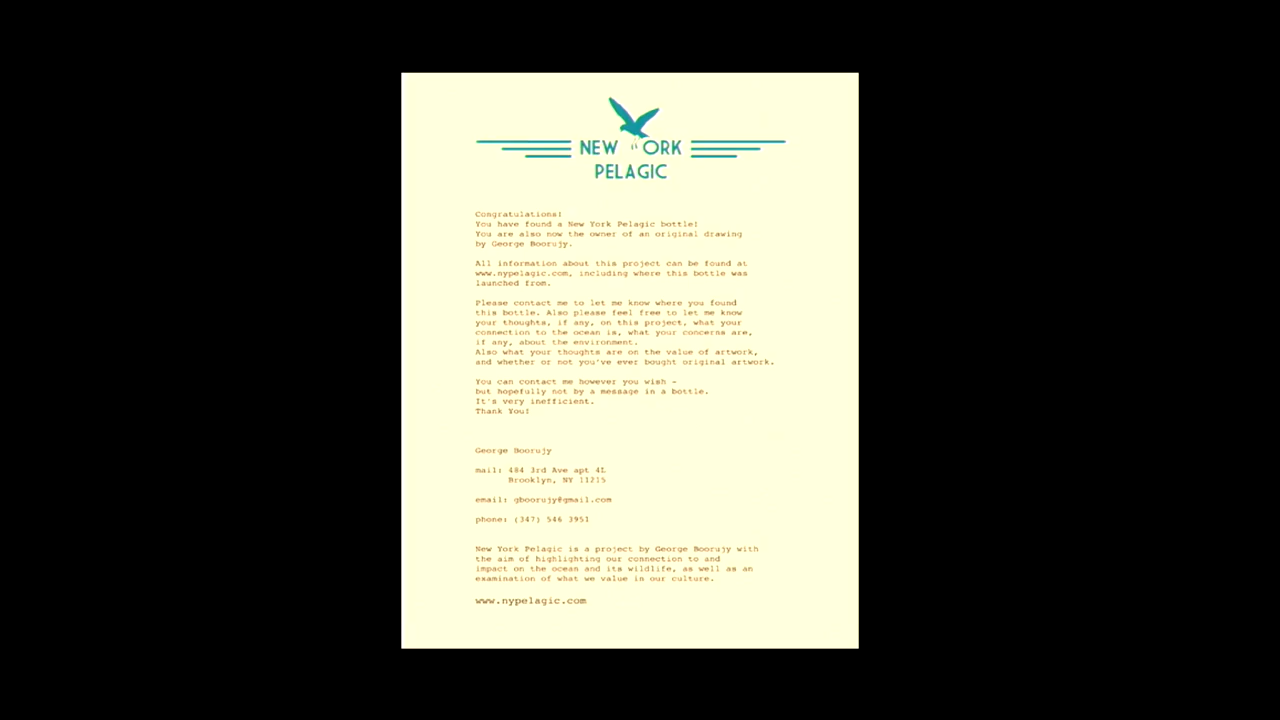 NEW YORK
PELAGIC
Congratulations!
You have found a New York Pelagic bottle!
You are also now the owner of an original drawing
by George Boorujy.
All information about this project can be found at
www.nypelagic.com, including where this bottle was
launched from.
Please contact me to let me know where you found
this bottle. Also please feel free to let me know
your thoughts, if any, on this project, what your
connection to the ocean is, what your concerns are,
if any, about the environment.
Also what your thoughts are on the value of artwork,
and whether or not you've ever bought original artwork.
You can contact me however you wish -
but hopefully not by a message in a bottle.
It's very inefficient.
Thank You!
George Boorujy
mail: 484 3rd Ave apt 4L
Brooklyn, NY 11215
email: gboorujy@gmail.com
phone: (347) 546 3951
New York Pelagic is a project by George Boorujy with
the aim of highlighting our connection to and
impact on the ocean and its wildlife, as well as an
examination of what we value in our culture.
www.nypelagic.com